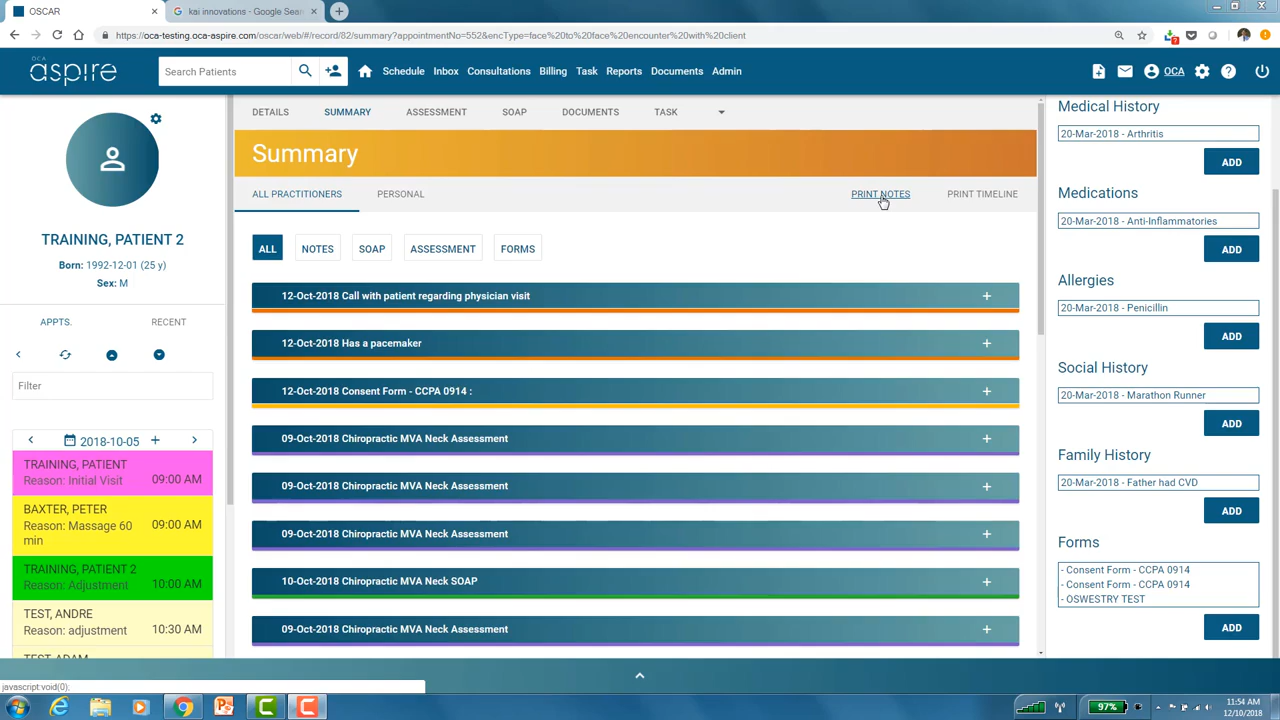 OSCAR
kai innovations - Google Sear
https://oca-testing.oca-aspire.com/oscar/web/#/record/82/summary?appointmentNo=552&encType=face%20to%20face%20encounter%20with%20client
OCA
aspire
Search Patients
Schedule Inbox Consultations Billing Task Reports Documents Admin
OCA
TRAINING, PATIENT 2
Born: 1992-12-01 (25 y)
Sex: M
APPTS. RECENT
Filter
2018-10-05
TRAINING, PATIENT
Reason: Initial Visit 09:00 AM
BAXTER, PETER
Reason: Massage 60 09:00 AM
min
TRAINING, PATIENT 2
Reason: Adjustment 10:00 AM
TEST, ANDRE
Reason: adjustment 10:30 AM
TEST, ADAM
DETAILS SUMMARY ASSESSMENT SOAP DOCUMENTS TASK
Summary
ALL PRACTITIONERS PERSONAL PRINT NOTES PRINT TIMELINE
ALL NOTES SOAP ASSESSMENT FORMS
12-Oct-2018 Call with patient regarding physician visit +
12-Oct-2018 Has a pacemaker +
12-Oct-2018 Consent Form - CCPA 0914 : +
09-Oct-2018 Chiropractic MVA Neck Assessment +
09-Oct-2018 Chiropractic MVA Neck Assessment +
09-Oct-2018 Chiropractic MVA Neck Assessment +
10-Oct-2018 Chiropractic MVA Neck SOAP +
09-Oct-2018 Chiropractic MVA Neck Assessment +
Medical History
20-Mar-2018 - Arthritis
ADD
Medications
20-Mar-2018 - Anti-Inflammatories
ADD
Allergies
20-Mar-2018 - Penicillin
ADD
Social History
20-Mar-2018 - Marathon Runner
ADD
Family History
20-Mar-2018 - Father had CVD
ADD
Forms
- Consent Form - CCPA 0914
- Consent Form - CCPA 0914
- OSWESTRY TEST
ADD
javascript:void(0).
97%
11:54 AM
12/10/2018